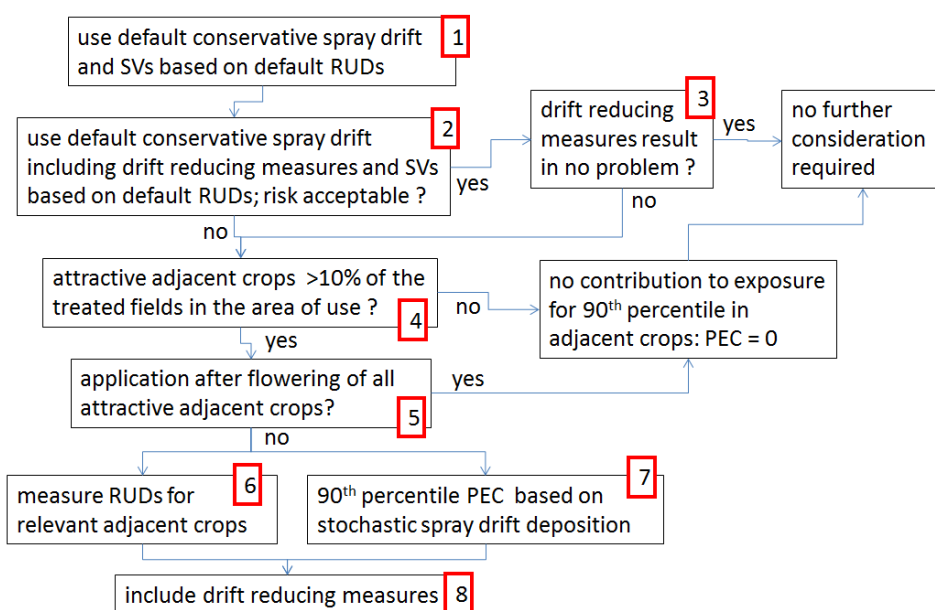 use default conservative spray drift
and SVs based on default RUDs
1
use default conservative spray drift
including drift reducing measures and SVs
based on default RUDs; risk acceptable ?
2
yes
no
drift reducing
measures result
in no problem ?
3
yes
no
no further
consideration
required
attractive adjacent crops >10% of the
treated fields in the area of use ?
4
no
yes
no contribution to exposure
for 90th percentile in
adjacent crops: PEC = 0
application after flowering of all
attractive adjacent crops?
5
yes
no
measure RUDs for
relevant adjacent crops
6
90th percentile PEC based on
stochastic spray drift deposition
7
include drift reducing measures
8